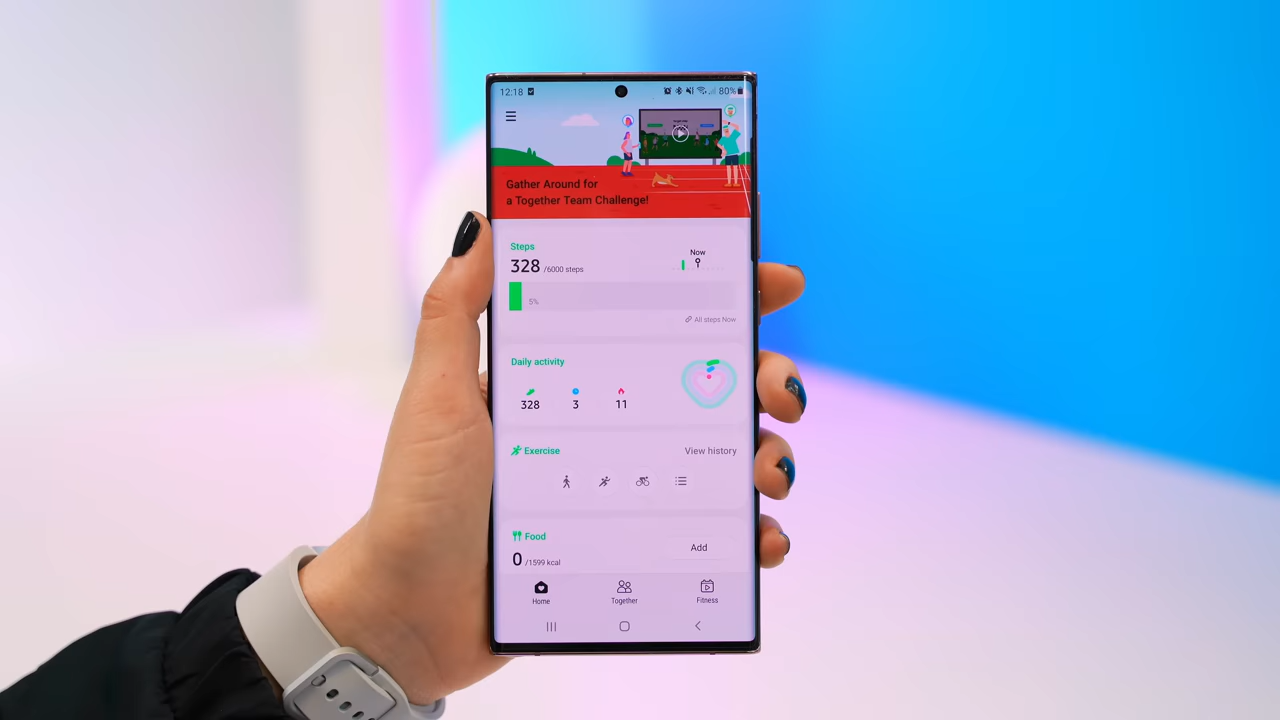 12:18
80%
Gather Around for
a Together Team Challenge!
Steps
328 /6000 steps
Now
5%
All steps Now
Daily activity
328
3
11
Exercise
View history
Food
0 /1599 kcal
Add
Home
Together
Fitness